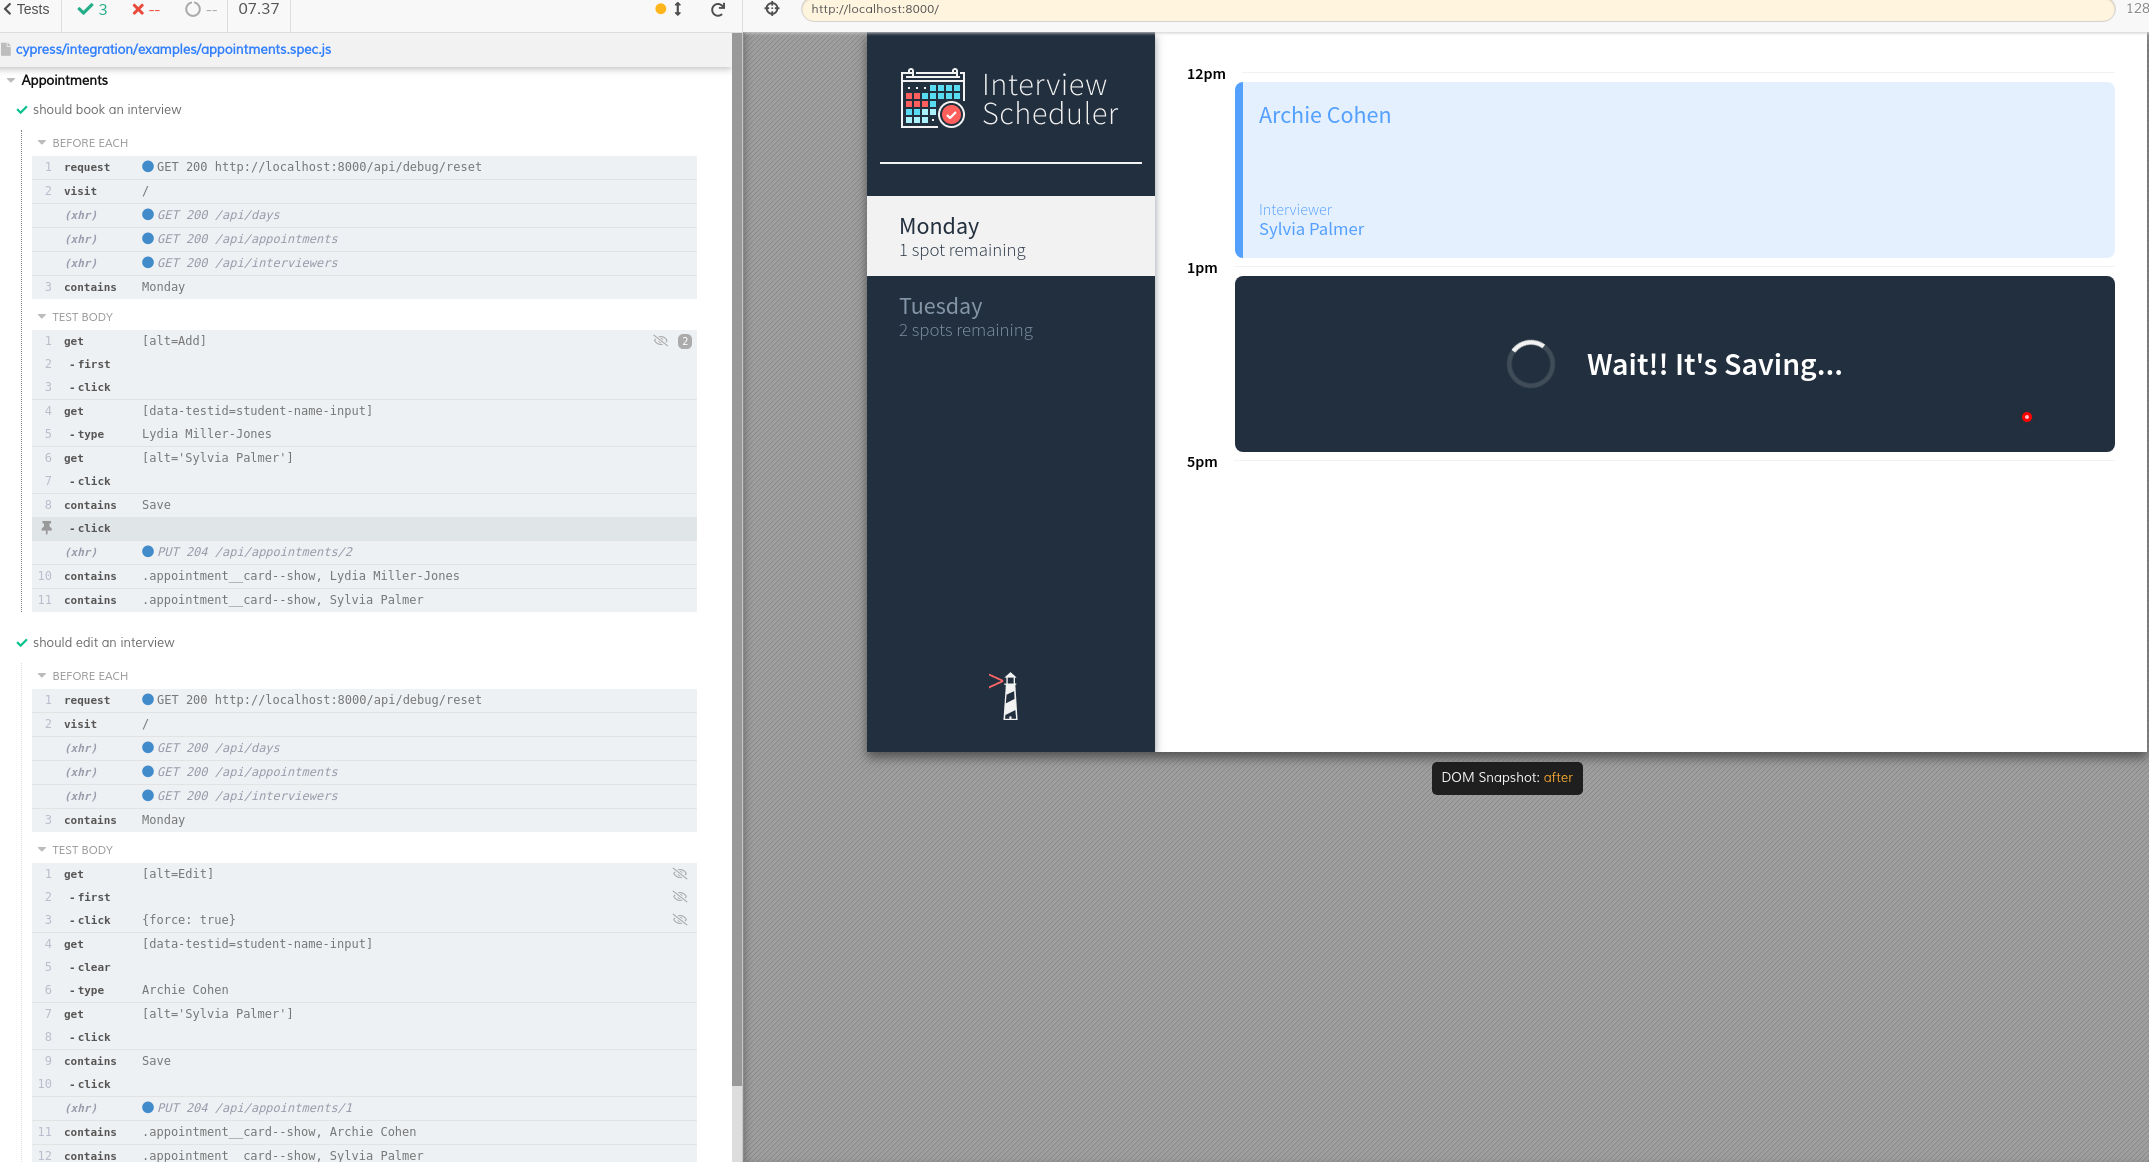 Tests 3 -- -- 07.37
cypress/integration/examples/appointments.spec.js
Appointments
should book an interview
BEFORE EACH
1 request GET 200 http://localhost:8000/api/debug/reset
2 visit /
(xhr) GET 200 /api/days
(xhr) GET 200 /api/appointments
(xhr) GET 200 /api/interviewers
3 contains Monday
TEST BODY
1 get [alt=Add] 2
2 -first
3 -click
4 get [data-testid=student-name-input]
5 -type Lydia Miller-Jones
6 get [alt='Sylvia Palmer']
7 -click
8 contains Save
-click
(xhr) PUT 204 /api/appointments/2
10 contains .appointment__card--show, Lydia Miller-Jones
11 contains .appointment__card--show, Sylvia Palmer
should edit an interview
BEFORE EACH
1 request GET 200 http://localhost:8000/api/debug/reset
2 visit /
(xhr) GET 200 /api/days
(xhr) GET 200 /api/appointments
(xhr) GET 200 /api/interviewers
3 contains Monday
TEST BODY
1 get [alt=Edit]
2 -first
3 -click {force: true}
4 get [data-testid=student-name-input]
5 -clear
6 -type Archie Cohen
7 get [alt='Sylvia Palmer']
8 -click
9 contains Save
10 -click
(xhr) PUT 204 /api/appointments/1
11 contains .appointment__card--show, Archie Cohen
12 contains .appointment__card--show, Sylvia Palmer
http://localhost:8000/
128
Interview
Scheduler
Monday
1 spot remaining
Tuesday
2 spots remaining
12pm
Archie Cohen
Interviewer
Sylvia Palmer
1pm
Wait!! It's Saving...
5pm
DOM Snapshot: after